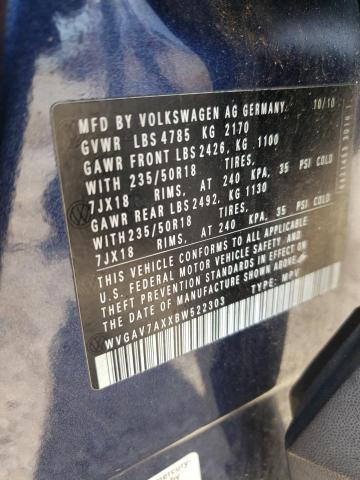 MFD BY VOLKSWAGEN AG GERMANY. 10/10
GVWR LBS 4785 KG 2170
GAWR FRONT LBS 2426, KG 1100
WITH 235/50R18 TIRES,
7JX18 RIMS, AT 240 KPA, 35 PSI COLD
GAWR REAR LBS 2492, KG 1130
WITH 235/50R18 TIRES,
7JX18 RIMS, AT 240 KPA, 35 PSI COLD
THIS VEHICLE CONFORMS TO ALL APPLICABLE
U.S. FEDERAL MOTOR VEHICLE SAFETY AND
THEFT PREVENTION STANDARDS IN EFFECT ON THE
DATE OF MANUFACTURE SHOWN ABOVE.
WVGAV7AXXBW522303 TYPE: MPV
mercury-